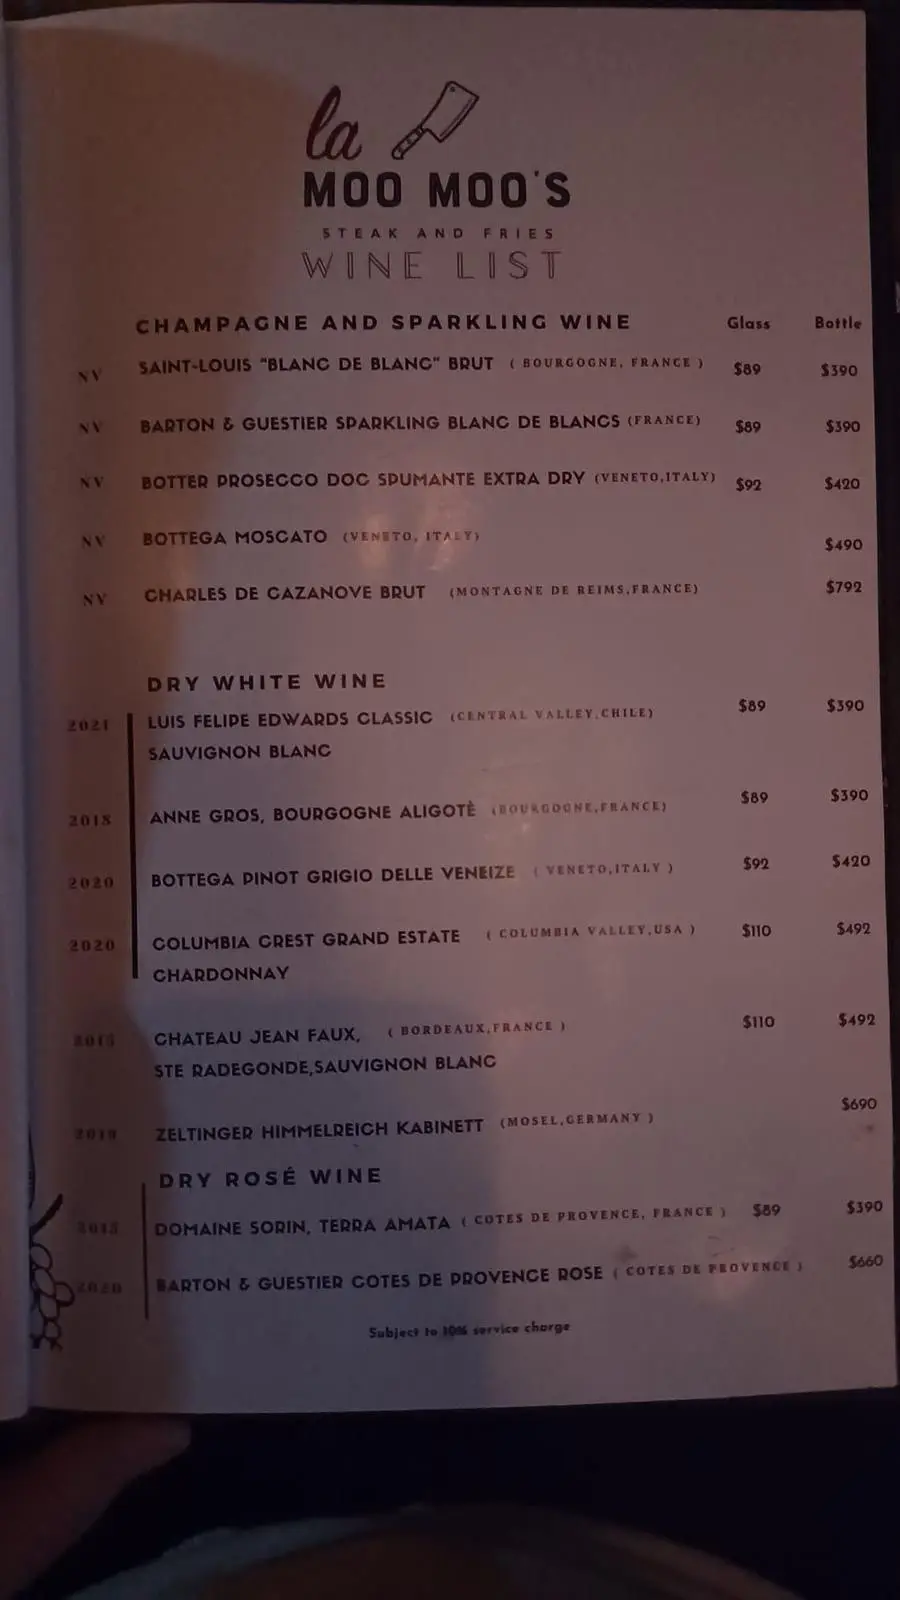 la
MOO MOO'S
STEAK AND FRIES
WINE LIST
CHAMPAGNE AND SPARKLING WINE Glass Bottle
NV SAINT-LOUIS "BLANC DE BLANC" BRUT ( BOURGOGNE, FRANCE ) $89 $390
NV BARTON & GUESTIER SPARKLING BLANC DE BLANCS (FRANCE) $89 $390
NV BOTTER PROSECCO DOC SPUMANTE EXTRA DRY (VENETO,ITALY) $92 $420
NV BOTTEGA MOSCATO (VENETO, ITALY) $490
NV CHARLES DE CAZANOVE BRUT (MONTAGNE DE REIMS,FRANCE) $792
DRY WHITE WINE
2021 LUIS FELIPE EDWARDS CLASSIC (CENTRAL VALLEY,CHILE) $89 $390
SAUVIGNON BLANC
2018 ANNE GROS, BOURGOGNE ALIGOTÈ (BOURGOGNE,FRANCE) $89 $390
2020 BOTTEGA PINOT GRIGIO DELLE VENEIZE ( VENETO,ITALY ) $92 $420
2020 COLUMBIA CREST GRAND ESTATE ( COLUMBIA VALLEY,USA ) $110 $492
CHARDONNAY
CHATEAU JEAN FAUX, ( BORDEAUX,FRANCE ) $110 $492
STE RADEGONDE,SAUVIGNON BLANC
ZELTINGER HIMMELREICH KABINETT (MOSEL,GERMANY ) $690
DRY ROSÉ WINE
DOMAINE SORIN, TERRA AMATA ( COTES DE PROVENCE, FRANCE ) $89 $390
2020 BARTON & GUESTIER COTES DE PROVENCE ROSE ( COTES DE PROVENCE ) $660
Subject to 10% service charge